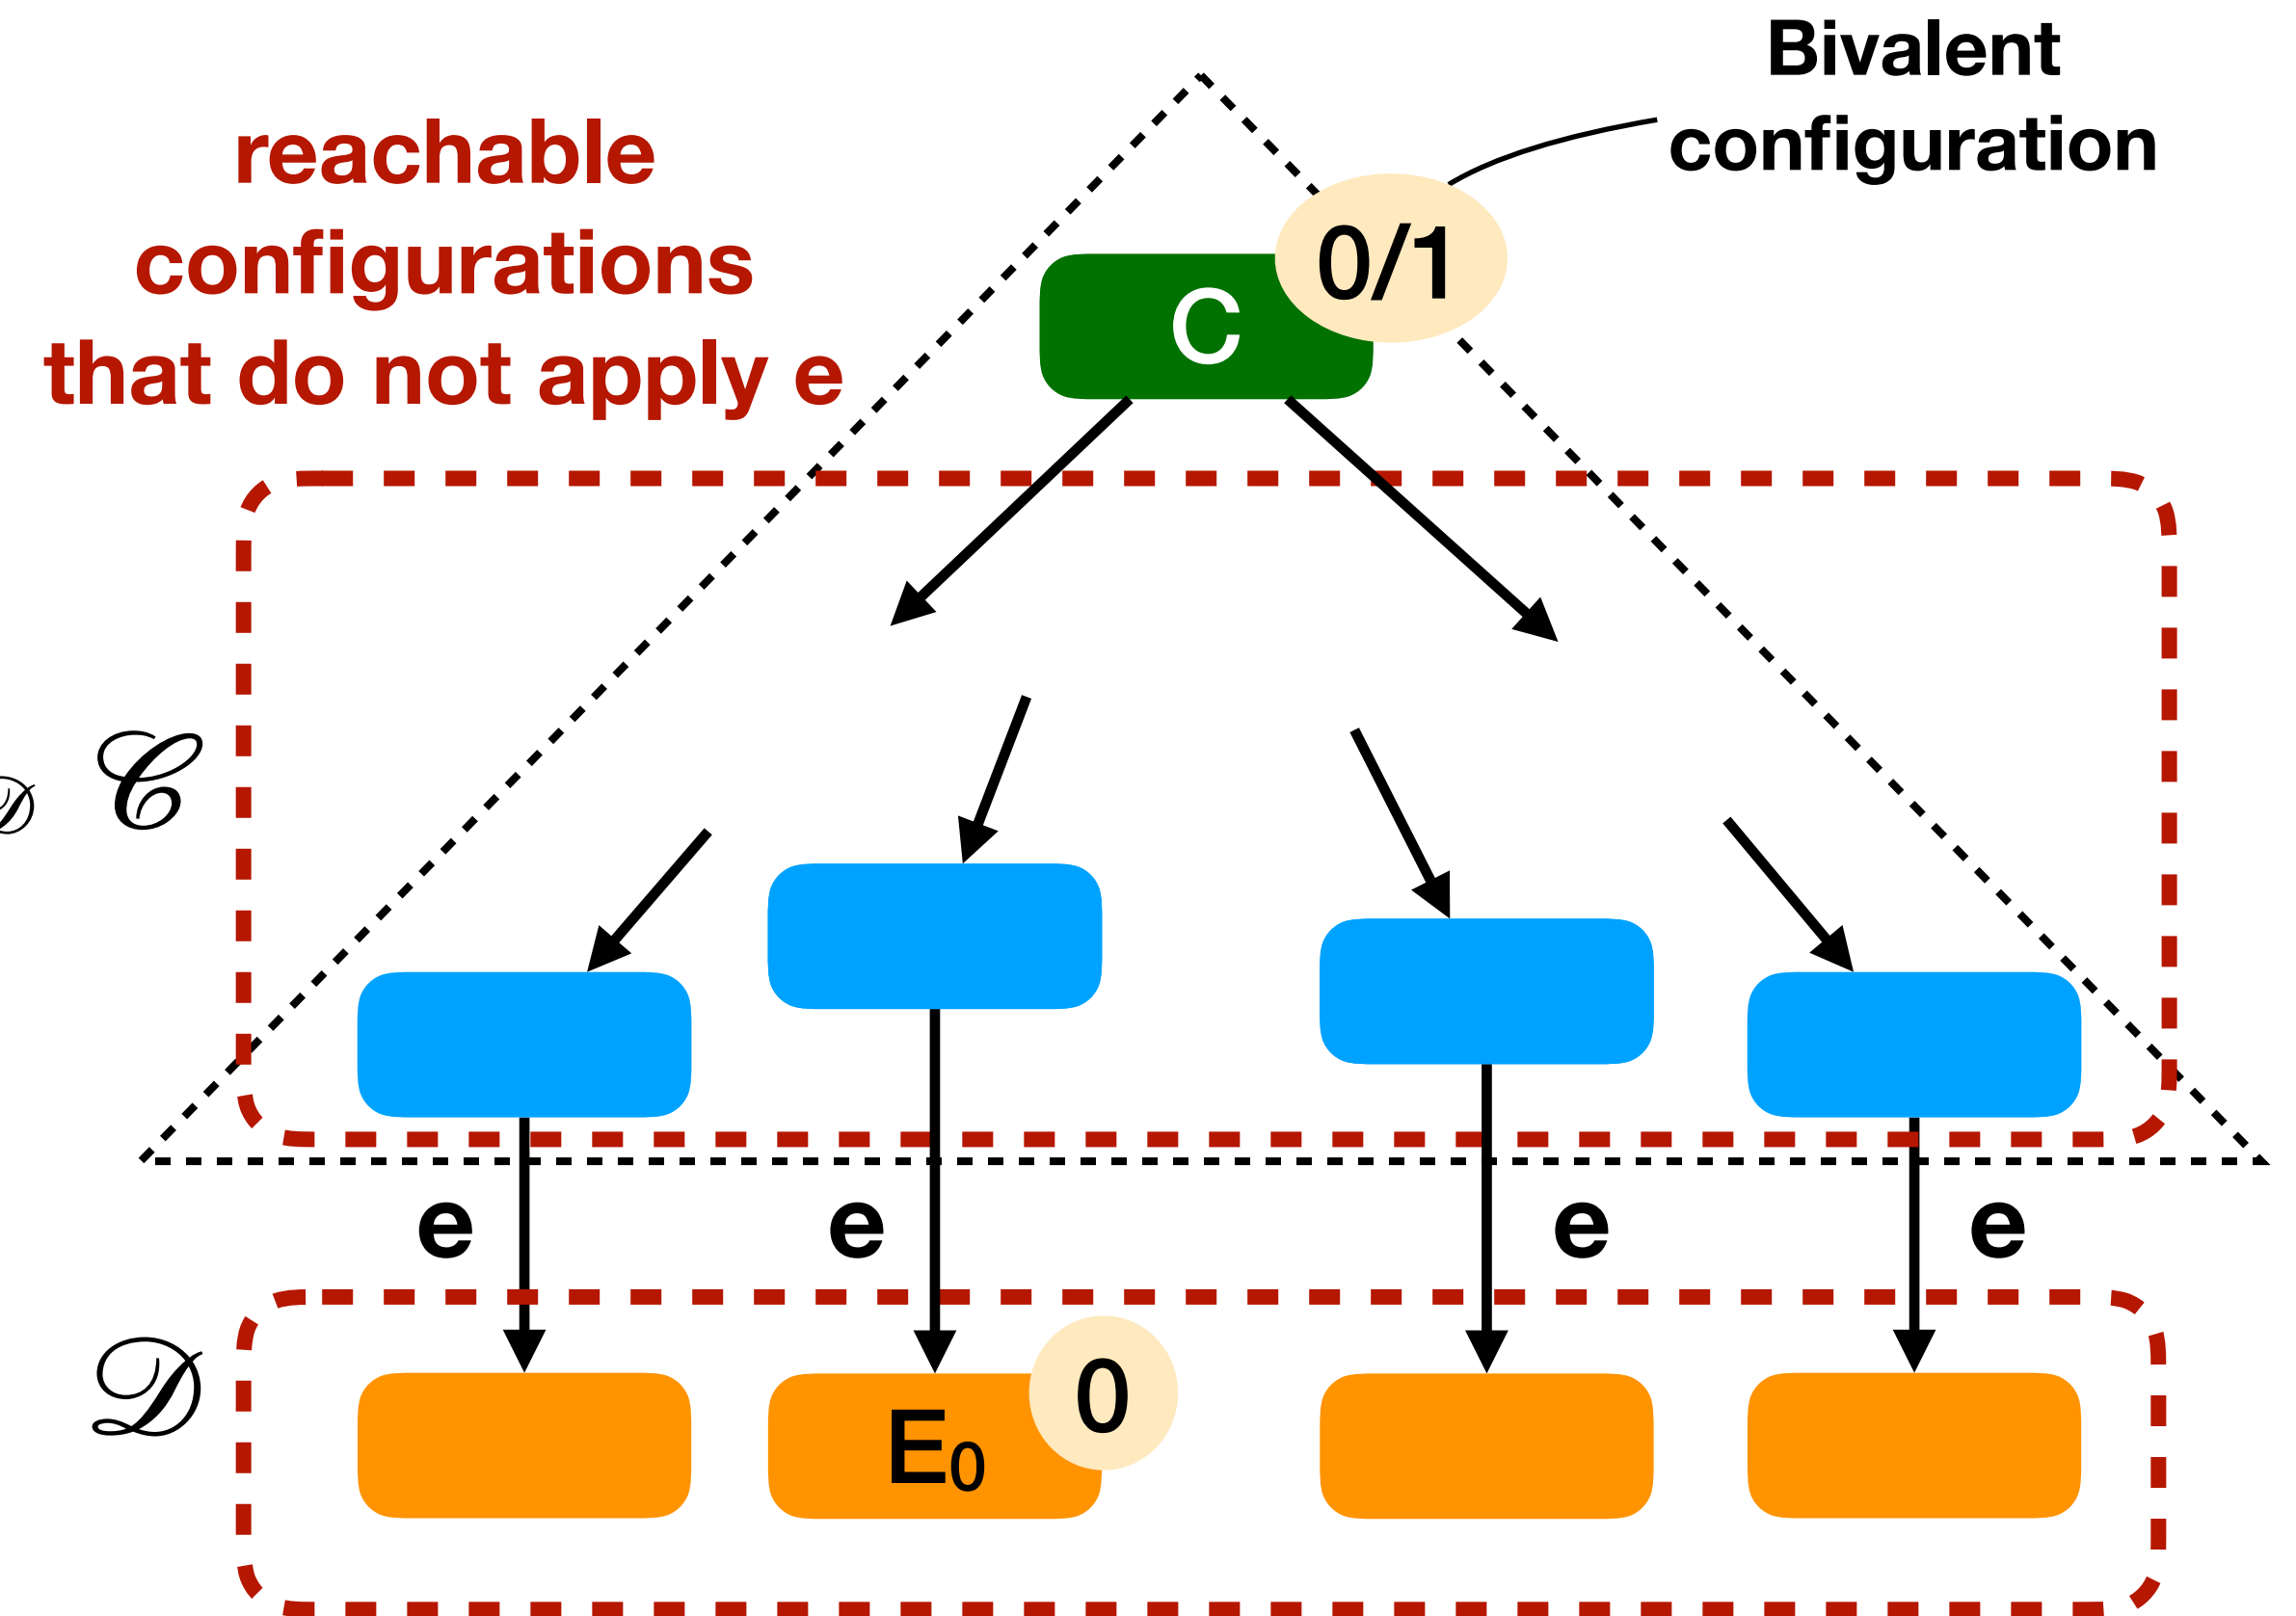 Bivalent
configuration
reachable
configurations
that do not apply e
0/1
C
𝒞
e e e e
𝒟
E₀
0